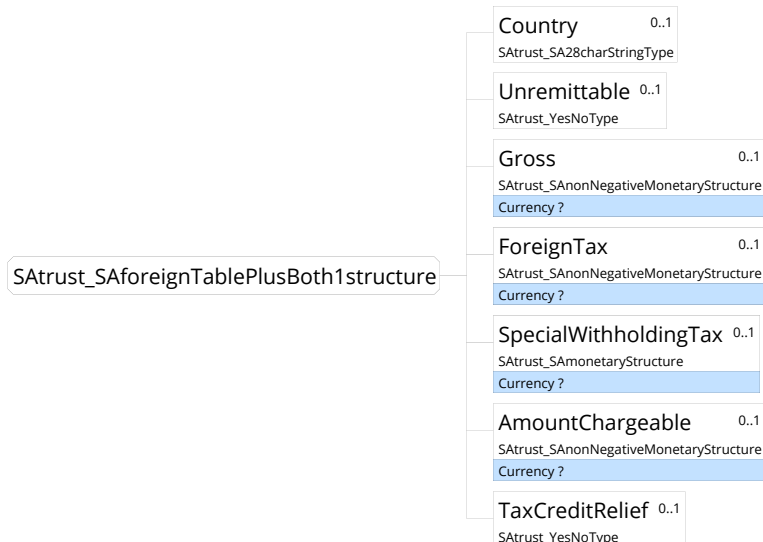 Country 0..1
SAtrust_SA28charStringType
Unremittable 0..1
SAtrust_YesNoType
Gross 0..1
SAtrust_SAnonNegativeMonetaryStructure
Currency ?
ForeignTax 0..1
SAtrust_SAnonNegativeMonetaryStructure
Currency ?
SAtrust_SAforeignTablePlusBoth1structure
SpecialWithholdingTax 0..1
SAtrust_SAmonetaryStructure
Currency ?
AmountChargeable 0..1
SAtrust_SAnonNegativeMonetaryStructure
Currency ?
TaxCreditRelief 0..1
SAtrust_YesNoType